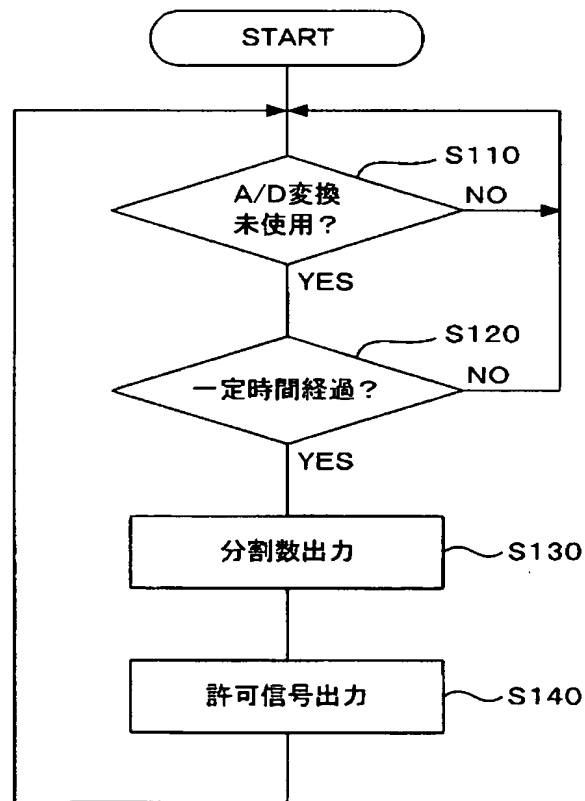 START
S110
A/D変換
未使用？
NO
YES
S120
一定時間経過？
NO
YES
分割数出力
S130
許可信号出力
S140